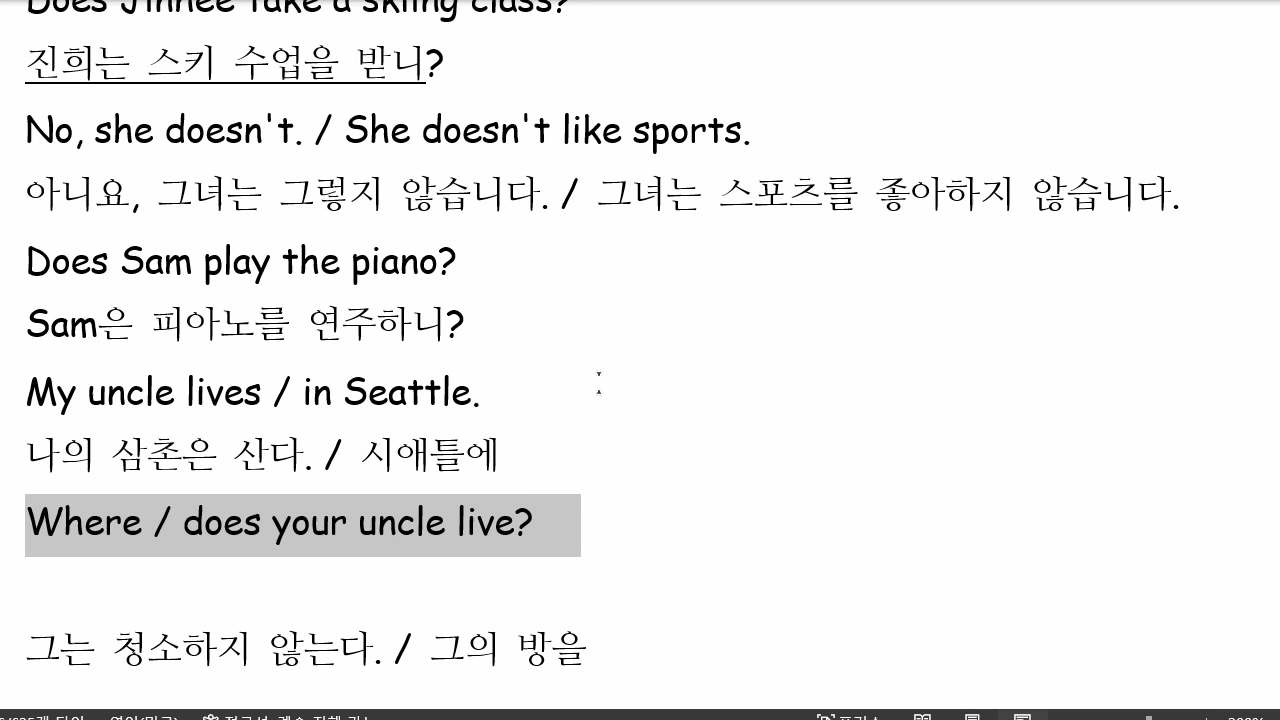 Does Jinhee take a skiing class?
진희는 스키 수업을 받니?
No, she doesn't. / She doesn't like sports.
아니요, 그녀는 그렇지 않습니다. / 그녀는 스포츠를 좋아하지 않습니다.
Does Sam play the piano?
Sam은 피아노를 연주하니?
My uncle lives / in Seattle.
나의 삼촌은 산다. / 시애틀에
Where / does your uncle live?
그는 청소하지 않는다. / 그의 방을